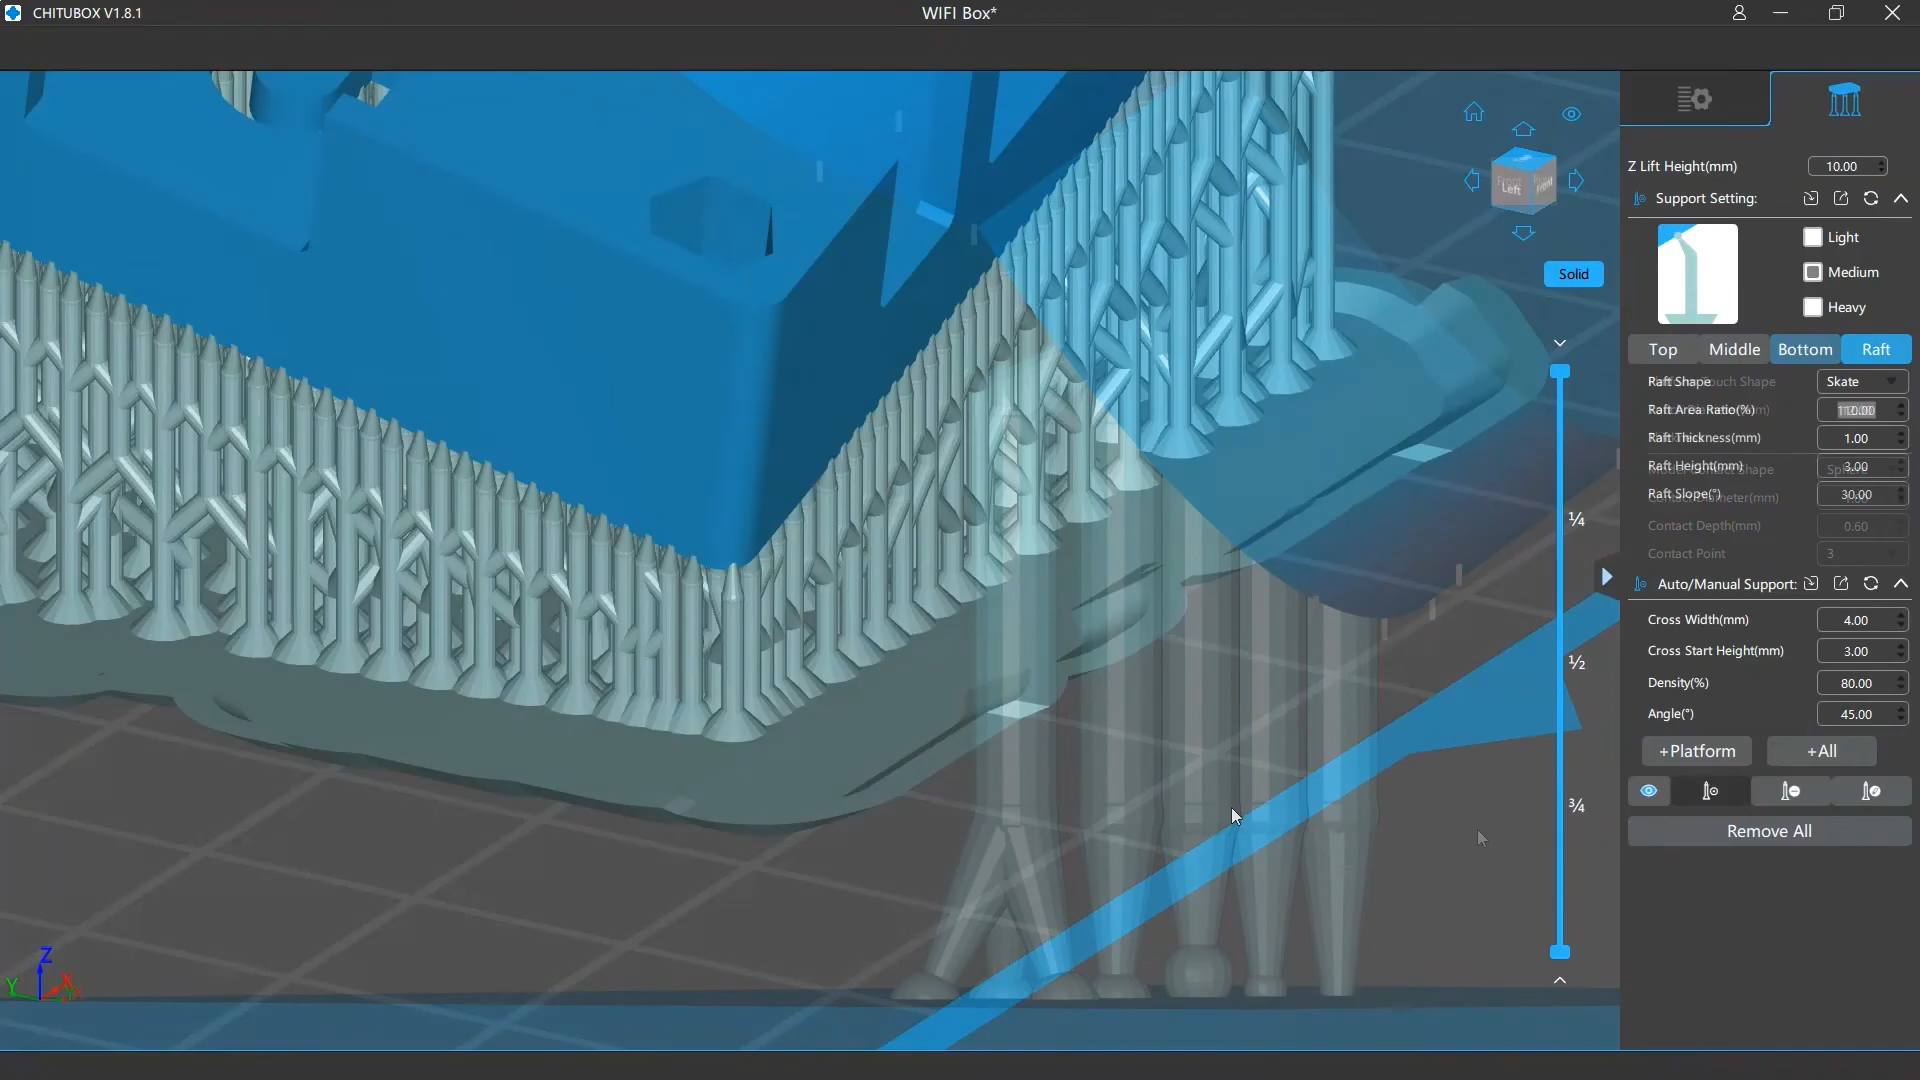 CHITUBOX V1.8.1
WIFI Box*
Z Lift Height(mm) 10.00
Support Setting:
Light
Medium
Heavy
Left
Front
Solid
Top Middle Bottom Raft
Raft Shape Skate
Raft Area Ratio(%) 110.00
Raft Thickness(mm) 1.00
Raft Height(mm) 3.00
Raft Slope(°) 30.00
Contact Depth(mm) 0.60
Contact Point 3
Auto/Manual Support:
Cross Width(mm) 4.00
Cross Start Height(mm) 3.00
Density(%) 80.00
Angle(°) 45.00
+Platform +All
Remove All
¼
½
¾
Z
Y
X